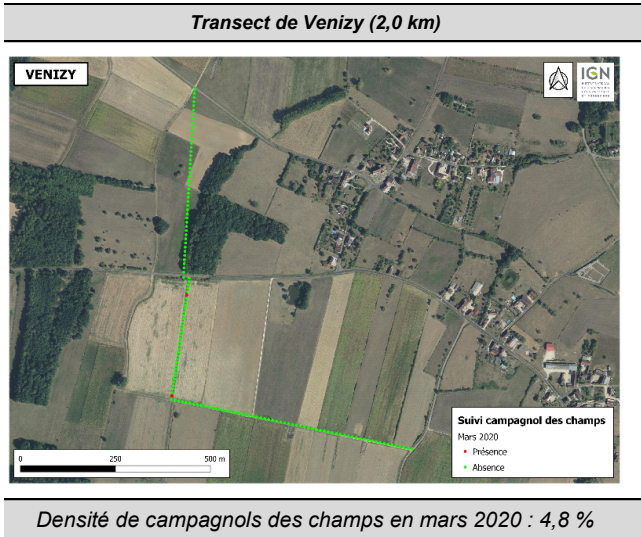 Transect de Venizy (2,0 km)
VENIZY
IGN
Suivi campagnol des champs
Mars 2020
Présence
Absence
0 250 500 m
Densité de campagnols des champs en mars 2020 : 4,8 %